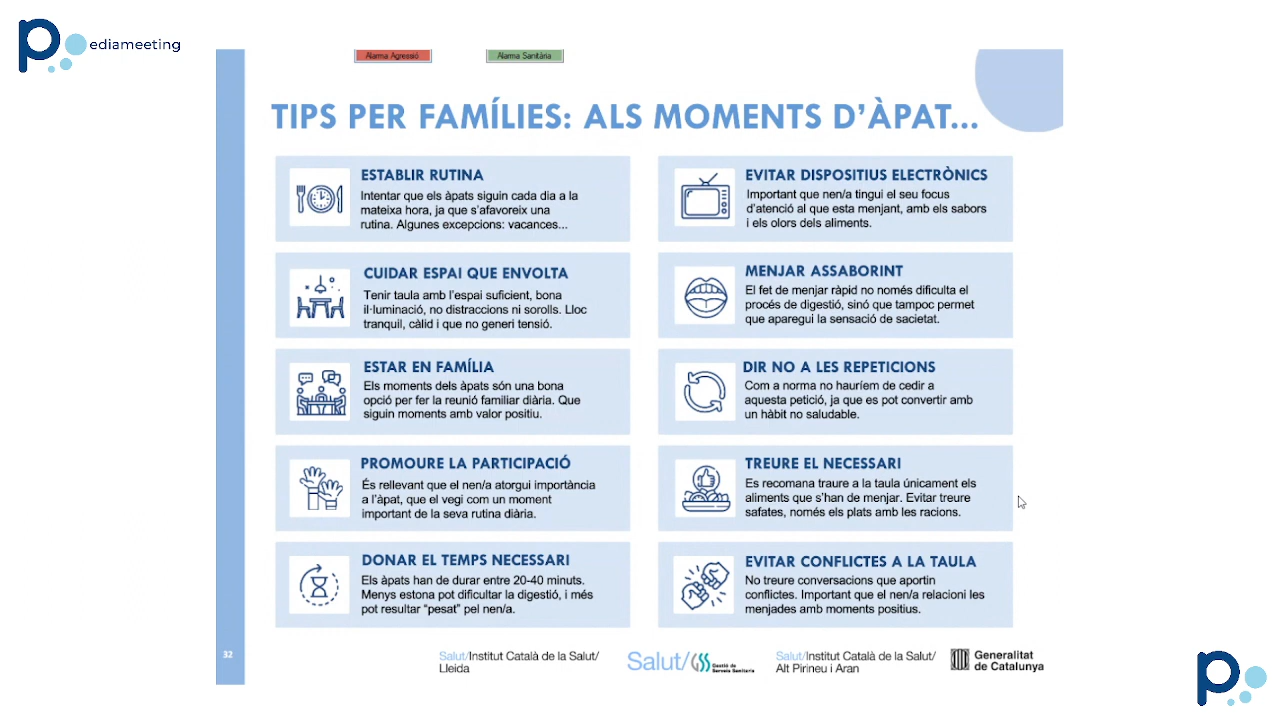 pediameeting
Alarma Agressió
Alarma Sanitària
TIPS PER FAMÍLIES: ALS MOMENTS D'ÀPAT...
ESTABLIR RUTINA
Intentar que els àpats siguin cada dia a la
mateixa hora, ja que s'afavoreix una
rutina. Algunes excepcions: vacances...
CUIDAR ESPAI QUE ENVOLTA
Tenir taula amb l'espai suficient, bona
il·luminació, no distraccions ni sorolls. Lloc
tranquil, càlid i que no generi tensió.
ESTAR EN FAMÍLIA
Els moments dels àpats són una bona
opció per fer la reunió familiar diària. Que
siguin moments amb valor positiu.
PROMOURE LA PARTICIPACIÓ
És rellevant que el nen/a atorgui importància
a l'àpat, que el vegi com un moment
important de la seva rutina diària.
DONAR EL TEMPS NECESSARI
Els àpats han de durar entre 20-40 minuts.
Menys estona pot dificultar la digestió, i més
pot resultar "pesat" pel nen/a.
EVITAR DISPOSITIUS ELECTRÒNICS
Important que nen/a tingui el seu focus
d'atenció al que esta menjant, amb els sabors
i els olors dels aliments.
MENJAR ASSABORINT
El fet de menjar ràpid no només dificulta el
procés de digestió, sinó que tampoc permet
que aparegui la sensació de sacietat.
DIR NO A LES REPETICIONS
Com a norma no hauríem de cedir a
aquesta petició, ja que es pot convertir amb
un hàbit no saludable.
TREURE EL NECESSARI
Es recomana traure a la taula únicament els
aliments que s'han de menjar. Evitar treure
safates, només els plats amb les racions.
EVITAR CONFLICTES A LA TAULA
No treure conversacions que aportin
conflictes. Important que el nen/a relacioni les
menjades amb moments positius.
32
Salut/Institut Català de la Salut/
Lleida
Salut/GSS Gestió de
Serveis Sanitaris
Salut/Institut Català de la Salut/
Alt Pirineu i Aran
Generalitat
de Catalunya
p